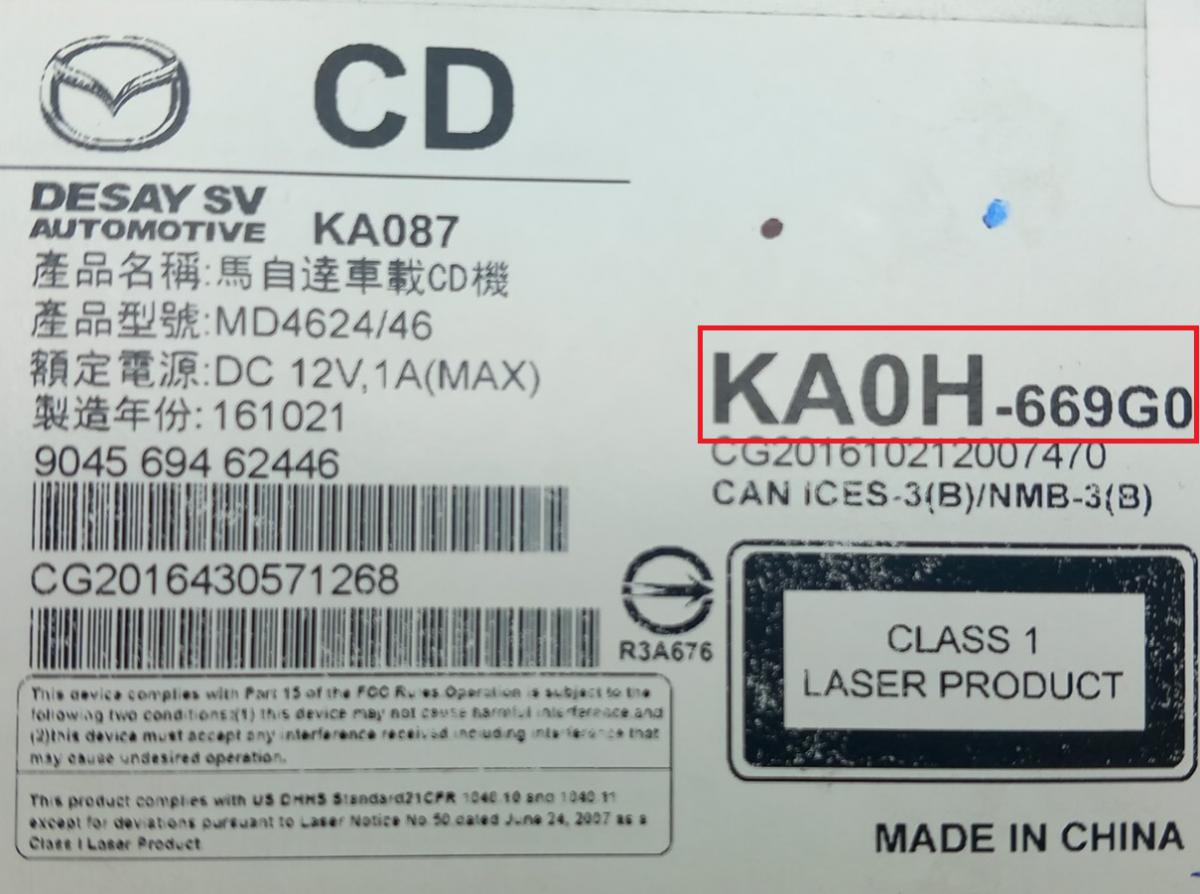 CD
DESAY SV
AUTOMOTIVE KA087
產品名稱:馬自達車載CD機
產品型號:MD4624/46
額定電源:DC 12V,1A(MAX)
製造年份:161021
9045 694 62446
CG2016430571268
R3A676
This device complies with Part 15 of the FCC Rules.Operation is subject to the
following two conditions:(1) this device may not cause harmful interference.and
(2)this device must accept any interference received including interference that
may cause undesired operation.
This product complies with US DHHS Standard21CFR 1040.10 and 1040.11
except for deviations pursuant to Laser Notice No.50.dated June 24, 2007 as a
Class I Laser Product
KA0H-669G0
CG201610212007470
CAN ICES-3(B)/NMB-3(B)
CLASS 1
LASER PRODUCT
MADE IN CHINA